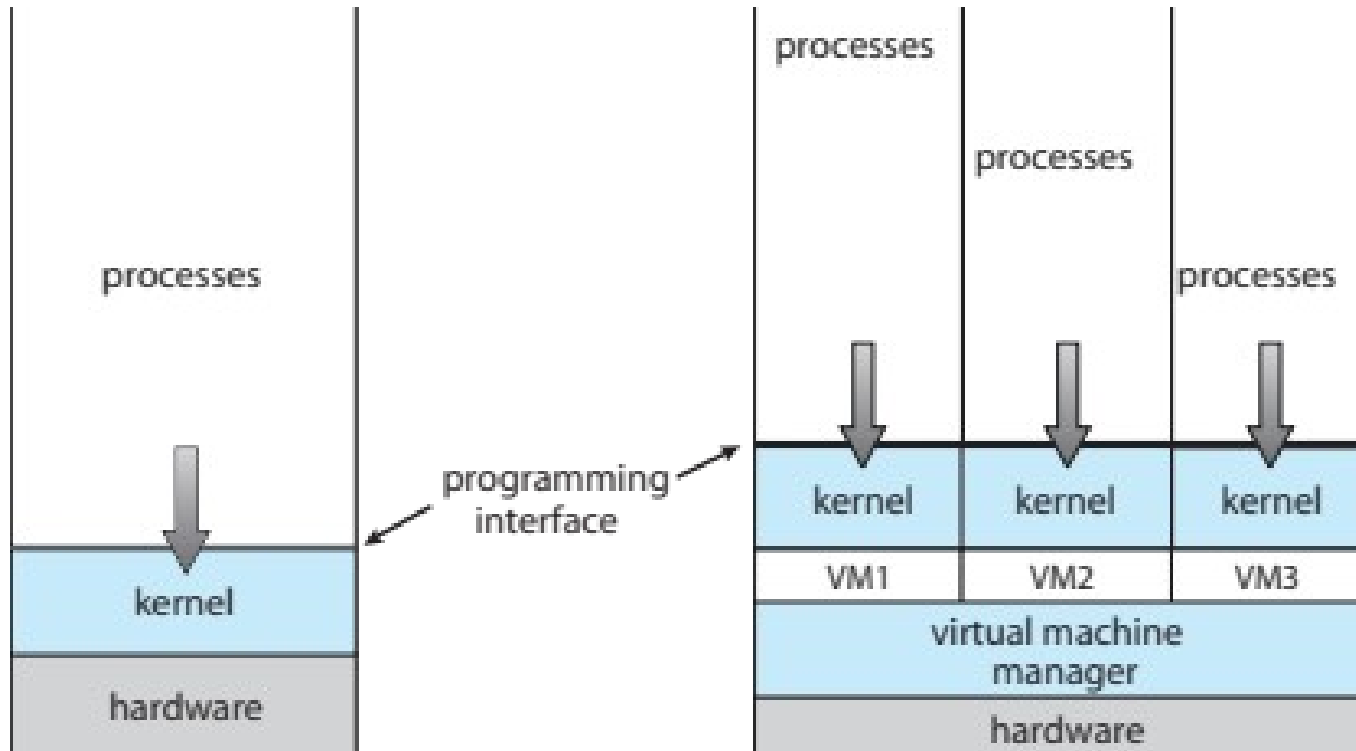 processes
kernel
hardware
programming
interface
processes
processes
processes
kernel
kernel
kernel
VM1
VM2
VM3
virtual machine
manager
hardware